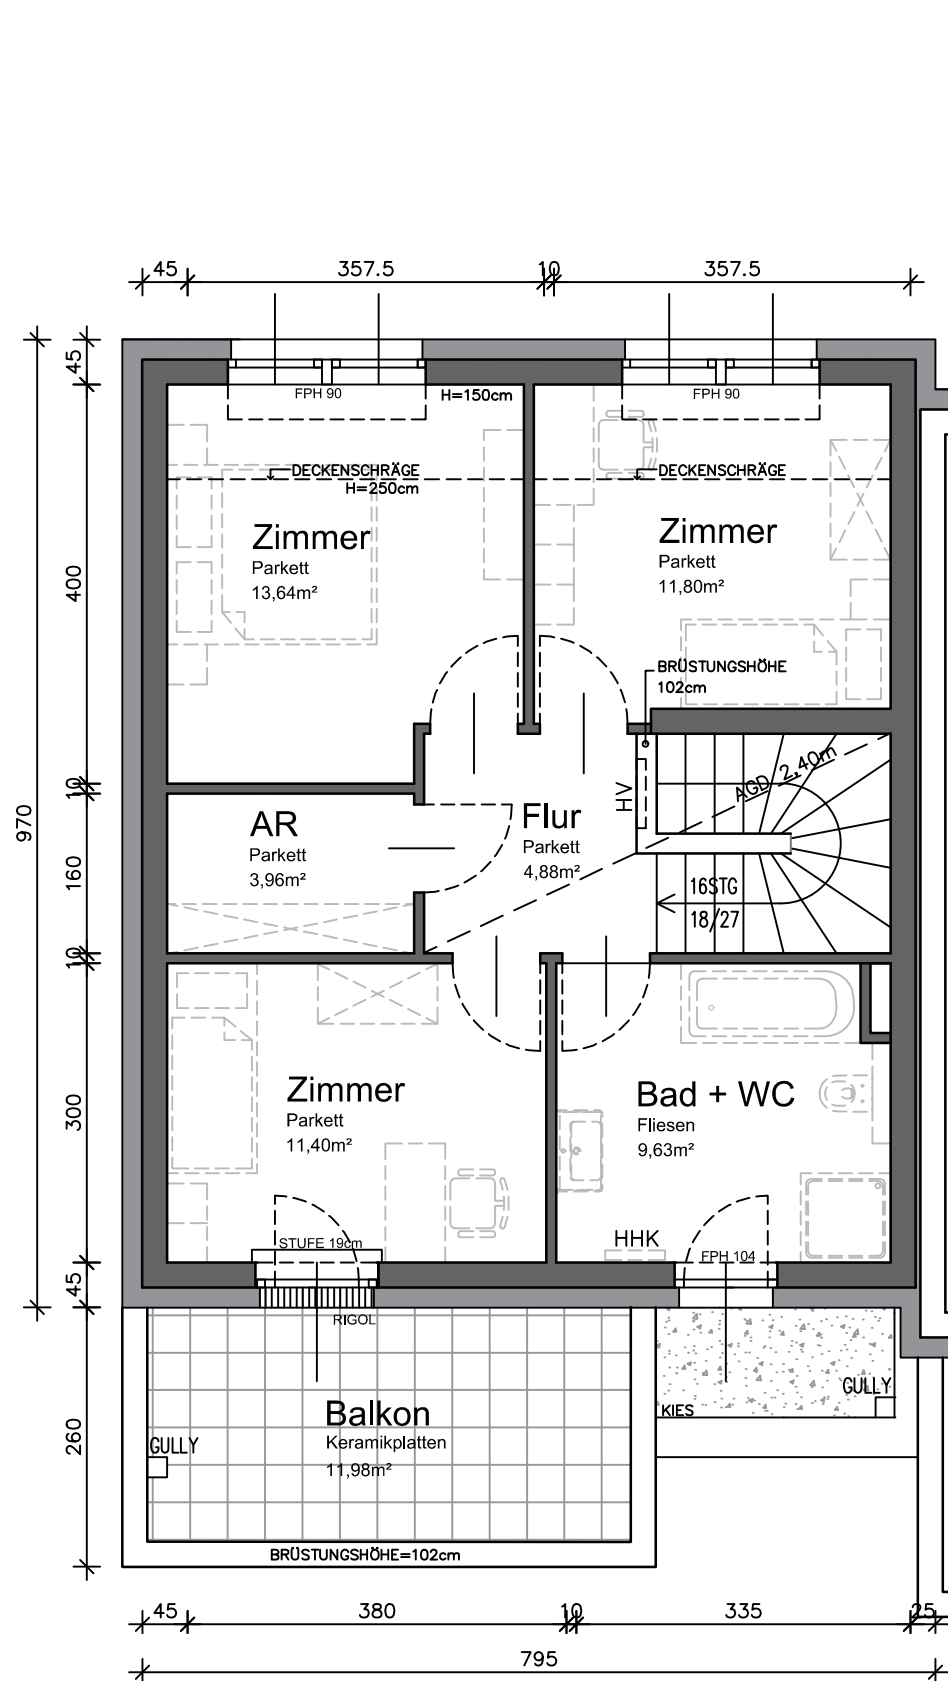 45 357.5 10 357.5
45
FPH 90 H=150cm FPH 90
DECKENSCHRÄGE
H=250cm
DECKENSCHRÄGE
Zimmer
Parkett
13,64m²
Zimmer
Parkett
11,80m²
400
BRÜSTUNGSHÖHE
102cm
AGD 2,40m
10
HV
970
AR
Parkett
3,96m²
Flur
Parkett
4,88m²
160
16STG
18/27
10
Zimmer
Parkett
11,40m²
Bad + WC
Fliesen
9,63m²
300
STUFE 19cm
HHK
FPH 104
45
RIGOL
GULLY
KIES
Balkon
Keramikplatten
11,98m²
GULLY
260
BRÜSTUNGSHÖHE=102cm
45 380 10 335 25
795